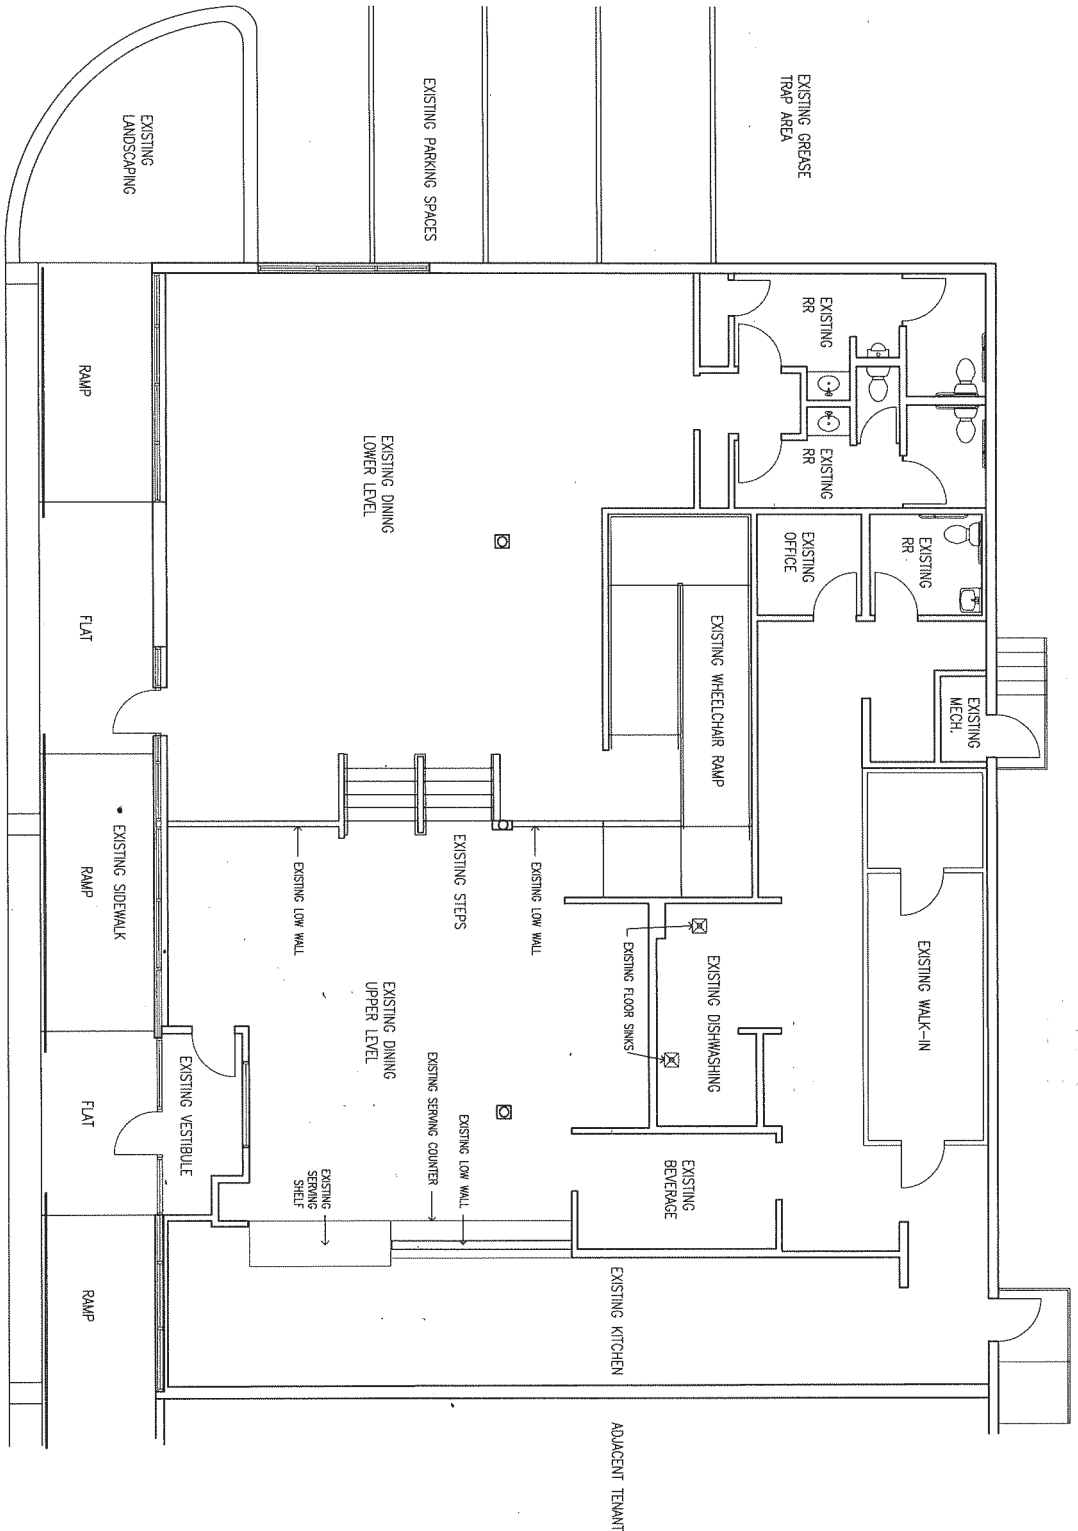 EXISTING GREASE
TRAP AREA
EXISTING PARKING SPACES
EXISTING
LANDSCAPING
EXISTING
RR
EXISTING
RR
EXISTING
RR
EXISTING
OFFICE
EXISTING
MECH.
EXISTING WHEELCHAIR RAMP
EXISTING DINING
LOWER LEVEL
RAMP
FLAT
EXISTING WALK-IN
EXISTING DISHWASHING
EXISTING FLOOR SINKS
EXISTING LOW WALL
EXISTING STEPS
EXISTING LOW WALL
EXISTING SIDEWALK
RAMP
EXISTING DINING
UPPER LEVEL
EXISTING BEVERAGE
EXISTING LOW WALL
EXISTING SERVING COUNTER
EXISTING
SERVING
SHELF
EXISTING VESTIBULE
FLAT
EXISTING KITCHEN
RAMP
ADJACENT TENANT